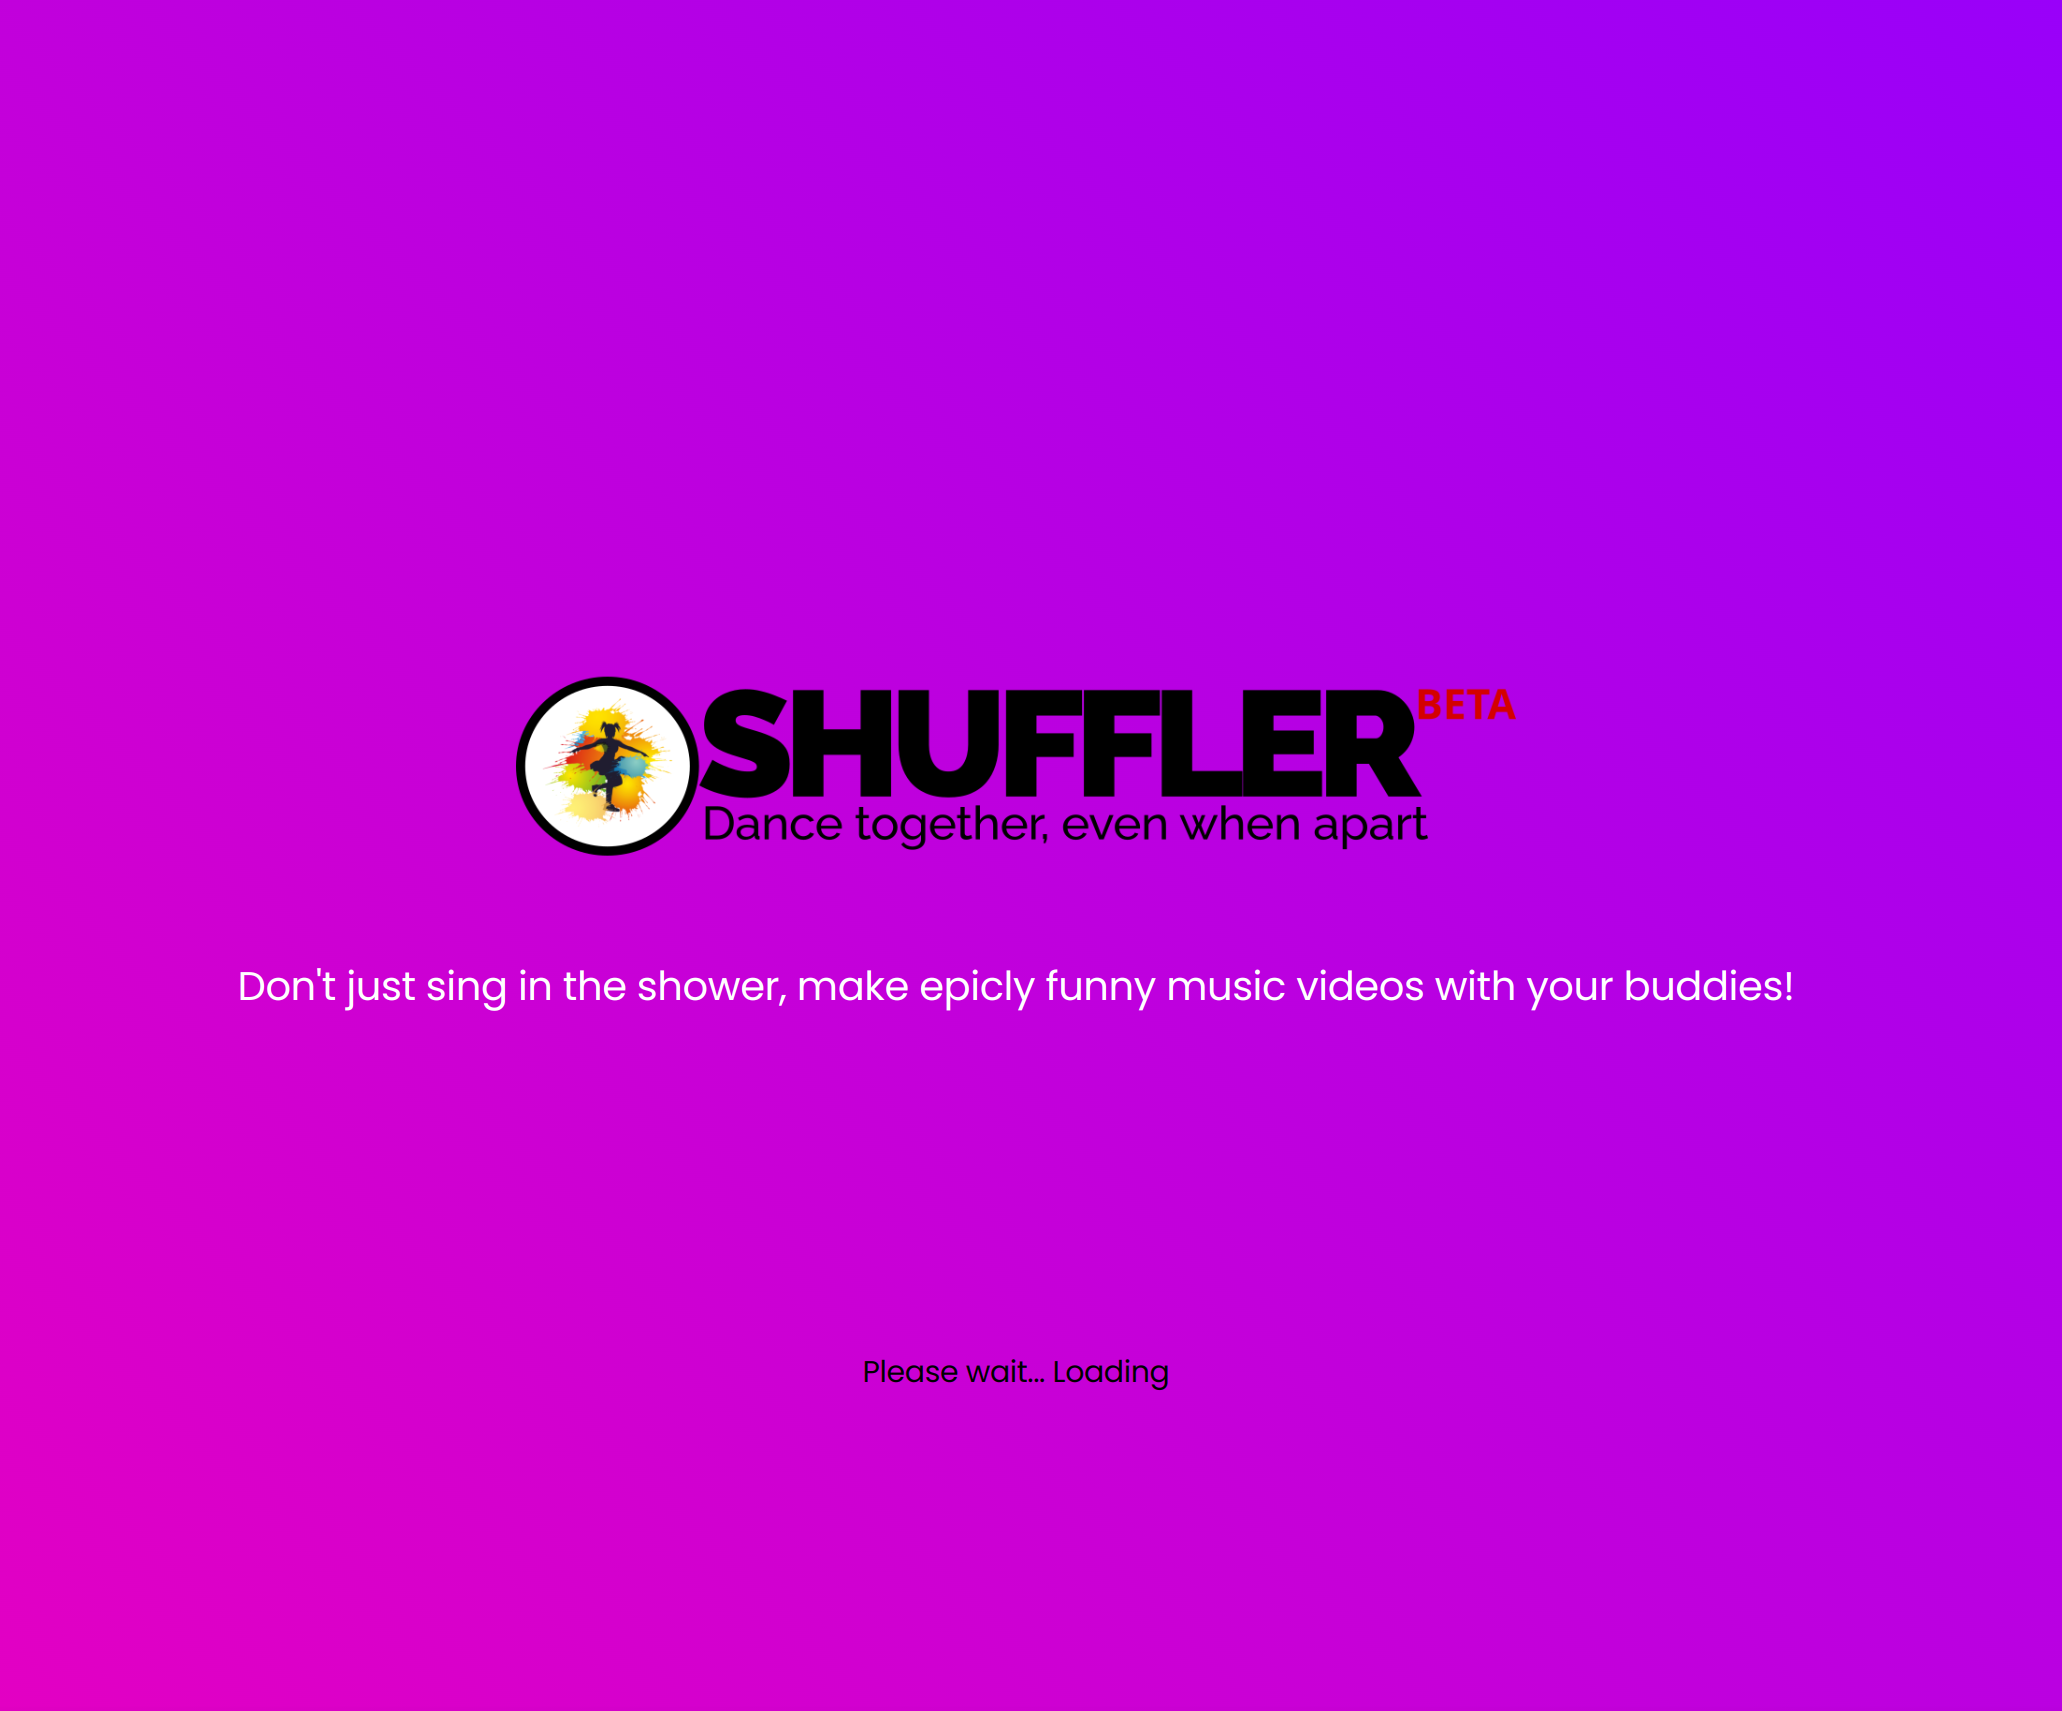 SHUFFLER BETA
Dance together, even when apart
Don't just sing in the shower, make epicly funny music videos with your buddies!
Please wait... Loading